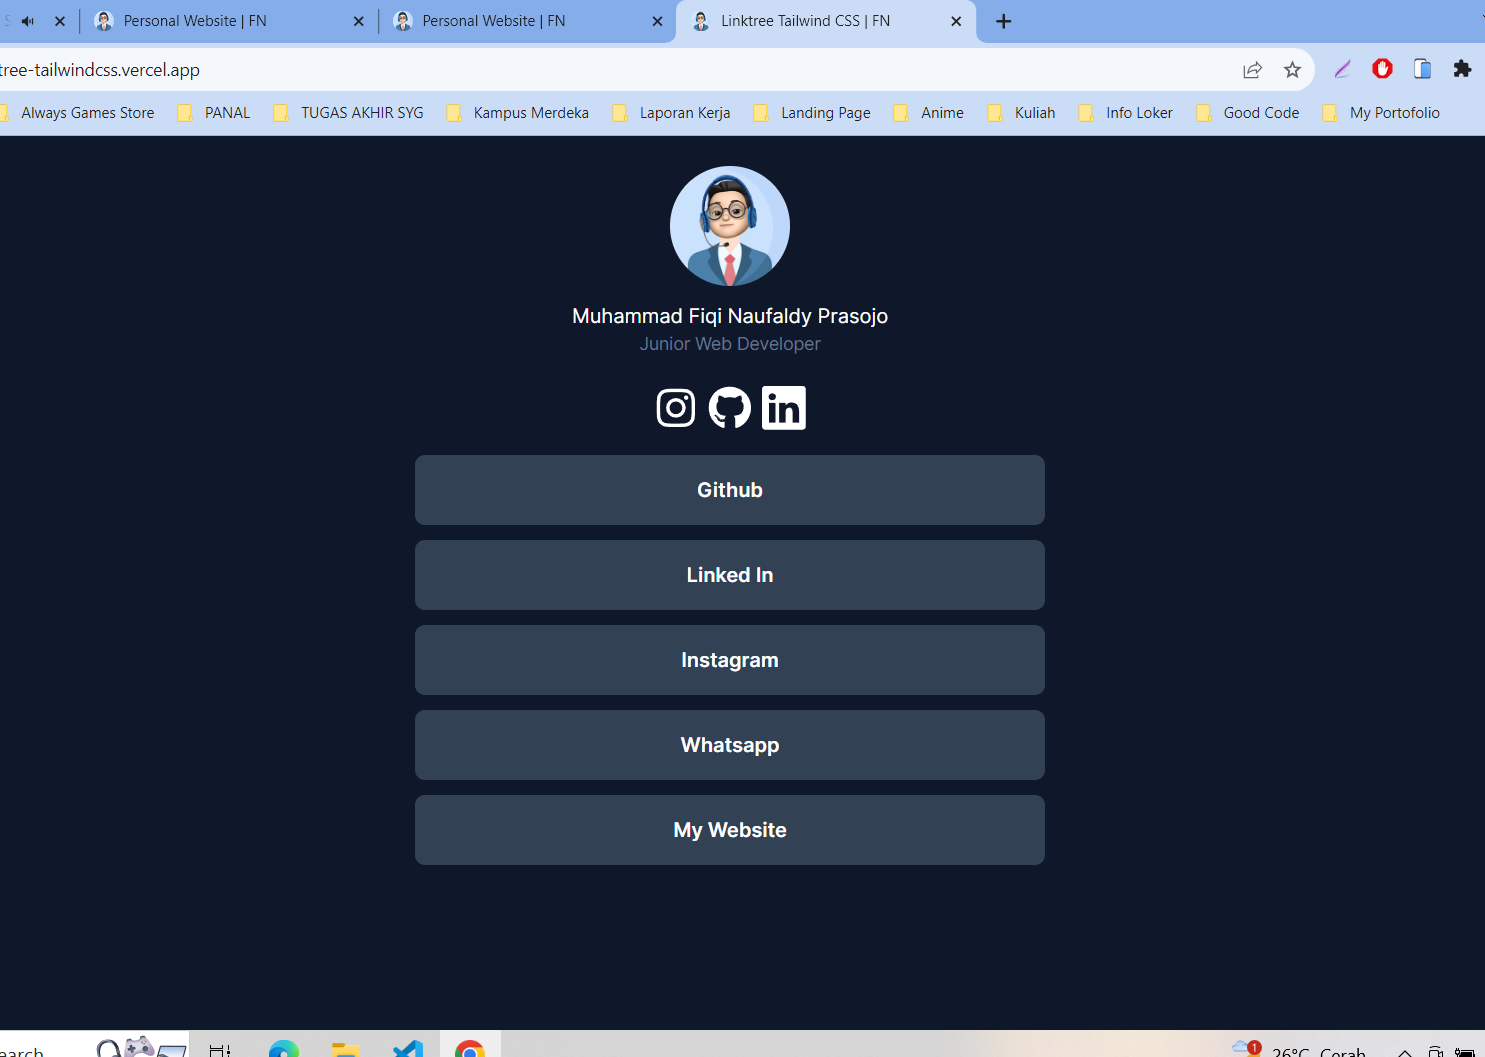 Personal Website | FN
Personal Website | FN
Linktree Tailwind CSS | FN
tree-tailwindcss.vercel.app
Always Games Store
PANAL
TUGAS AKHIR SYG
Kampus Merdeka
Laporan Kerja
Landing Page
Anime
Kuliah
Info Loker
Good Code
My Portofolio
Muhammad Fiqi Naufaldy Prasojo
Junior Web Developer
in
Github
Linked In
Instagram
Whatsapp
My Website
earch
1
26°C Cerah